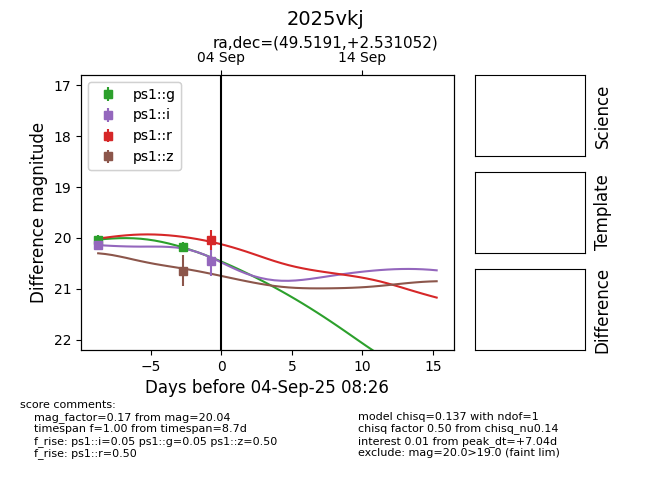 2025vkj
ra,dec=(49.5191,+2.531052)
04 Sep
14 Sep
17
18
19
20
21
22
Difference magnitude
ps1::g
ps1::i
ps1::r
ps1::z
−5
0
5
10
15
Days before 04-Sep-25 08:26
Science
Template
Difference
score comments:
mag_factor=0.17 from mag=20.04
timespan f=1.00 from timespan=8.7d
f_rise: ps1::i=0.05 ps1::g=0.05 ps1::z=0.50
f_rise: ps1::r=0.50
model chisq=0.137 with ndof=1
chisq factor 0.50 from chisq_nu0.14
interest 0.01 from peak_dt=+7.04d
exclude: mag=20.0>19.0 (faint lim)